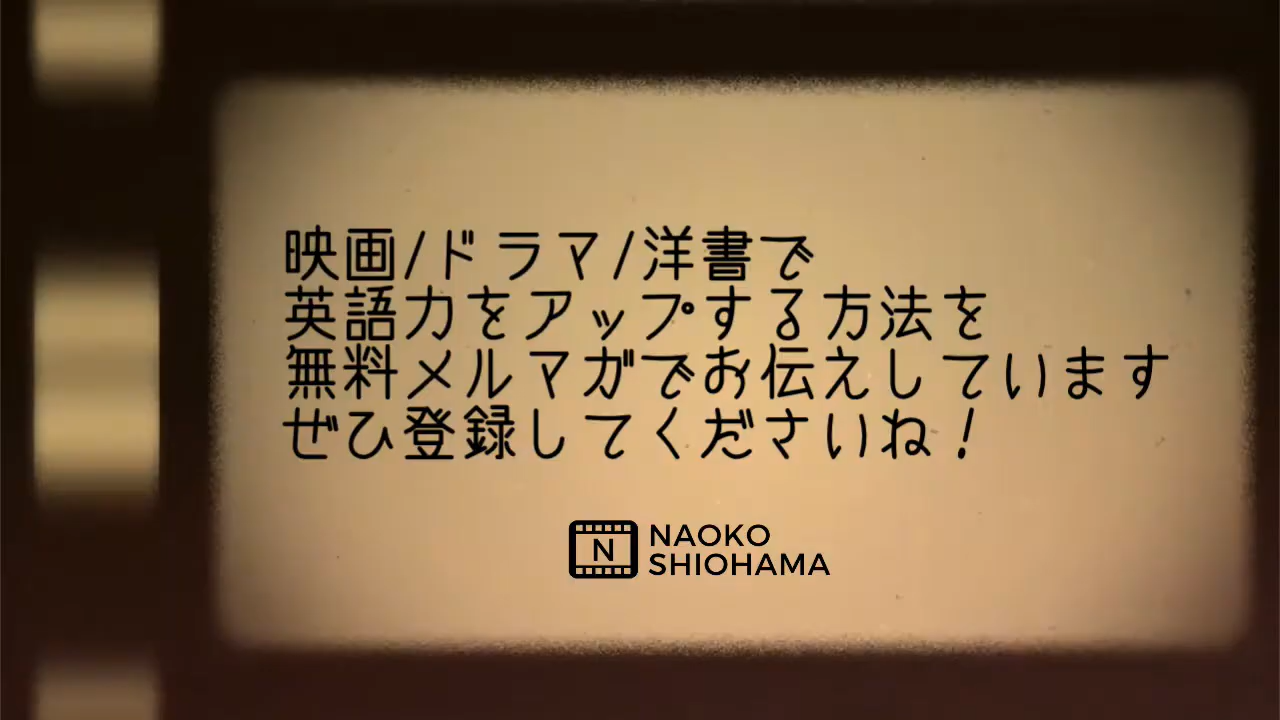 映画/ドラマ/洋書で
英語力をアップする方法を
無料メルマガでお伝えしています
ぜひ登録してくださいね!
N
NAOKO
SHIOHAMA